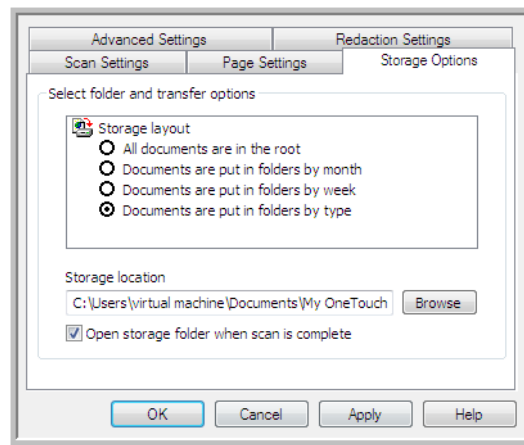 Advanced Settings Redaction Settings
Scan Settings Page Settings Storage Options
Select folder and transfer options
Storage layout
All documents are in the root
Documents are put in folders by month
Documents are put in folders by week
Documents are put in folders by type
Storage location
C:\Users\virtual machine\Documents\My OneTouch Browse
Open storage folder when scan is complete
OK Cancel Apply Help